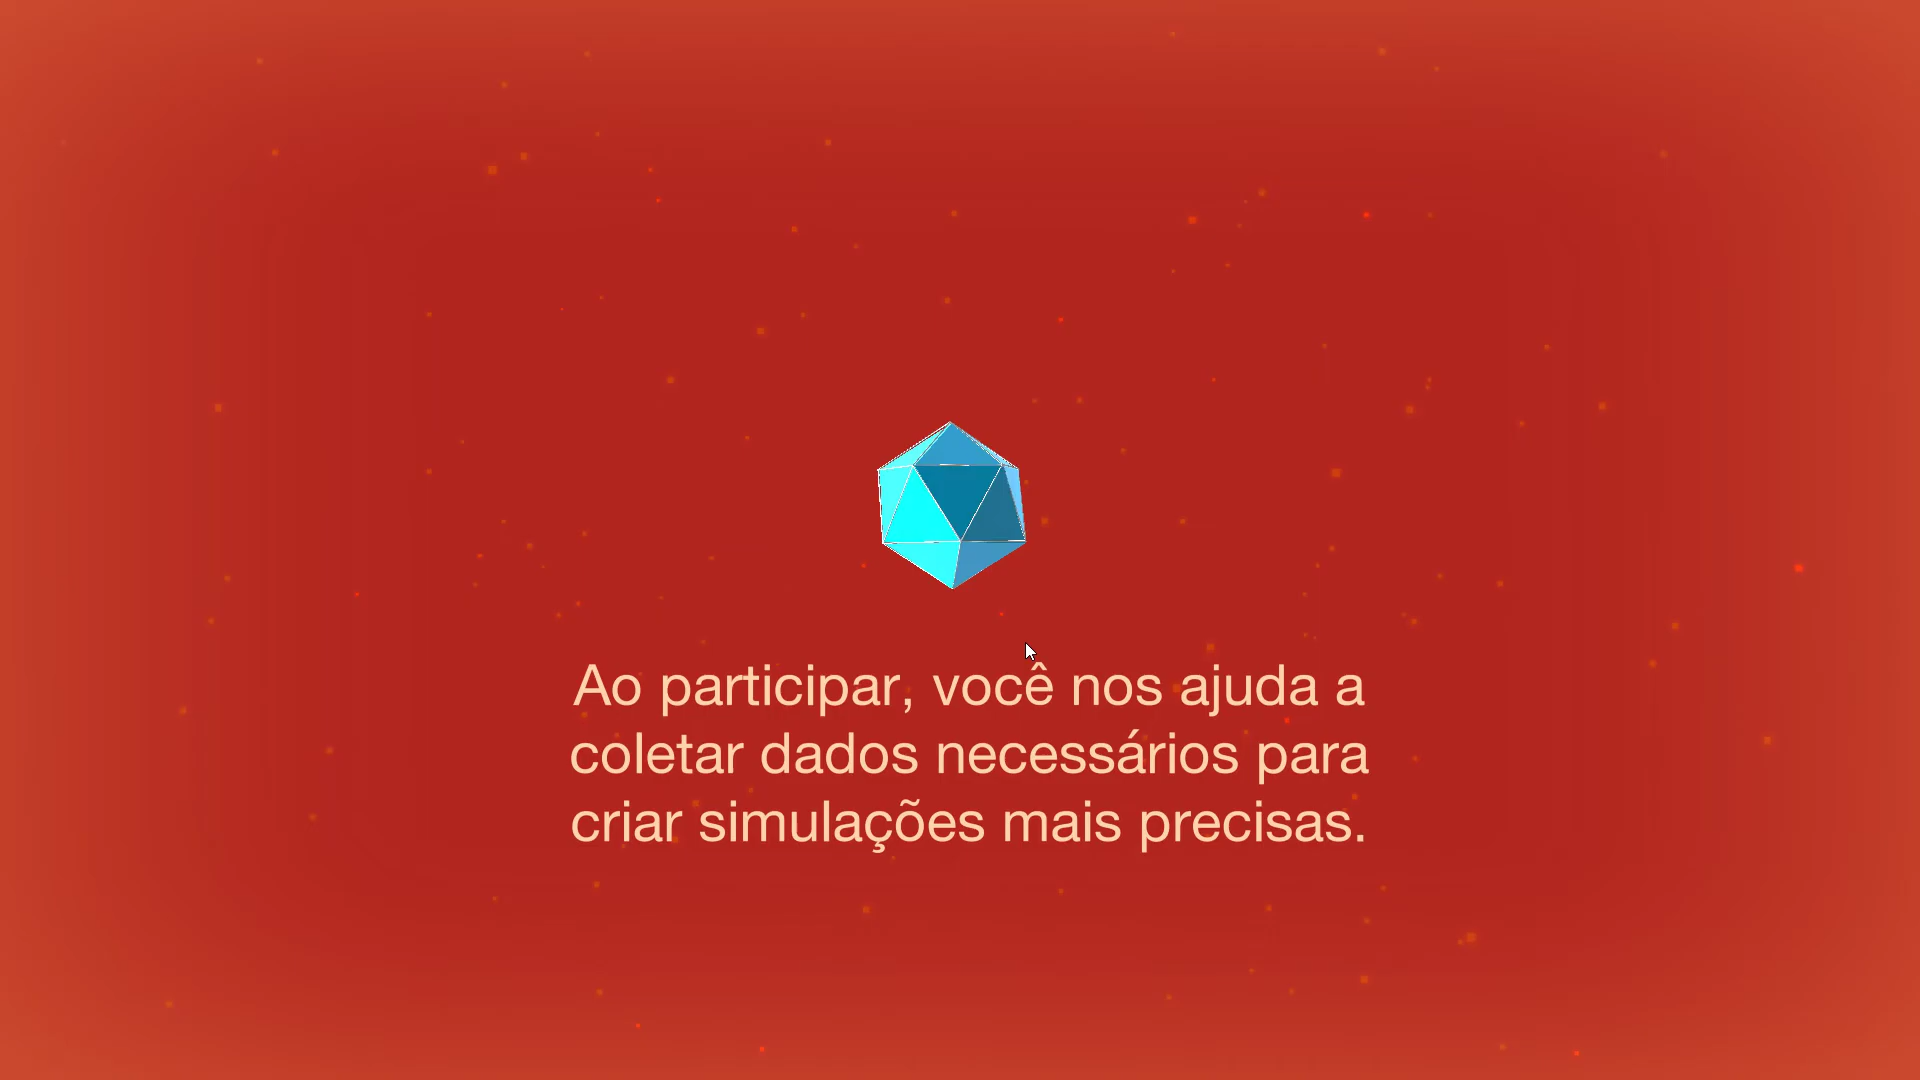 Ao participar, você nos ajuda a
coletar dados necessários para
criar simulações mais precisas.